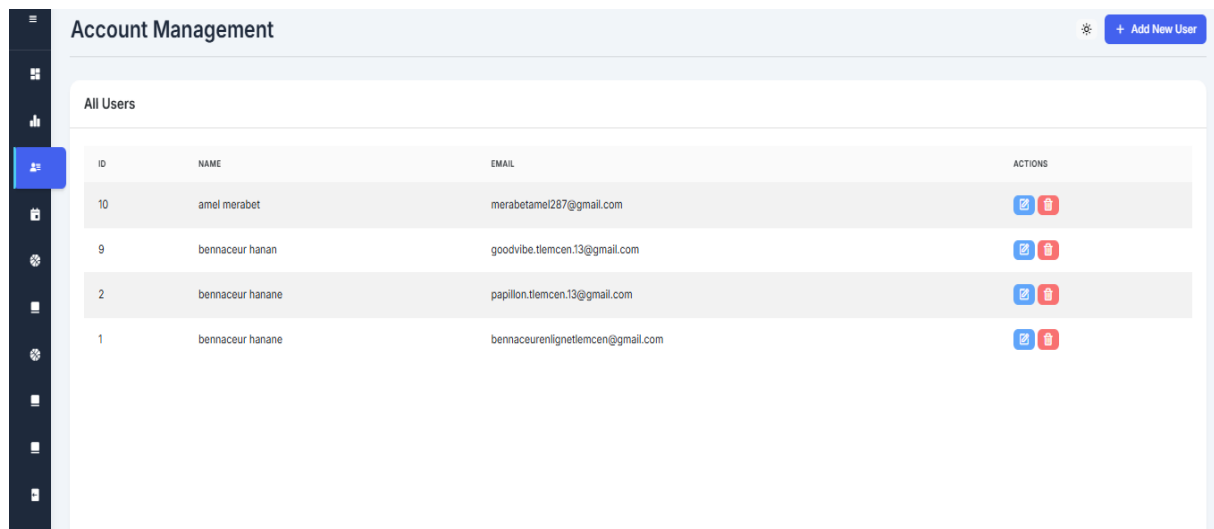 Account Management
+ Add New User
All Users
ID NAME EMAIL ACTIONS
10 amel merabet merabetamel287@gmail.com
9 bennaceur hanan goodvibe.tlemcen.13@gmail.com
2 bennaceur hanane papillon.tlemcen.13@gmail.com
1 bennaceur hanane bennaceurenlignetlemcen@gmail.com